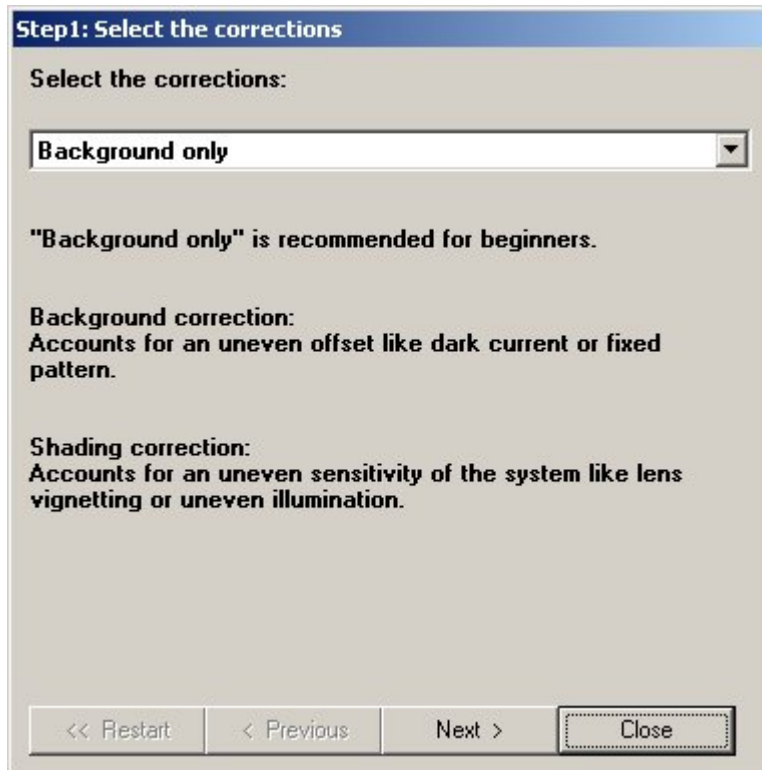 Step1: Select the corrections
Select the corrections:
Background only
"Background only" is recommended for beginners.
Background correction:
Accounts for an uneven offset like dark current or fixed
pattern.
Shading correction:
Accounts for an uneven sensitivity of the system like lens
vignetting or uneven illumination.
<< Restart
< Previous
Next >
Close